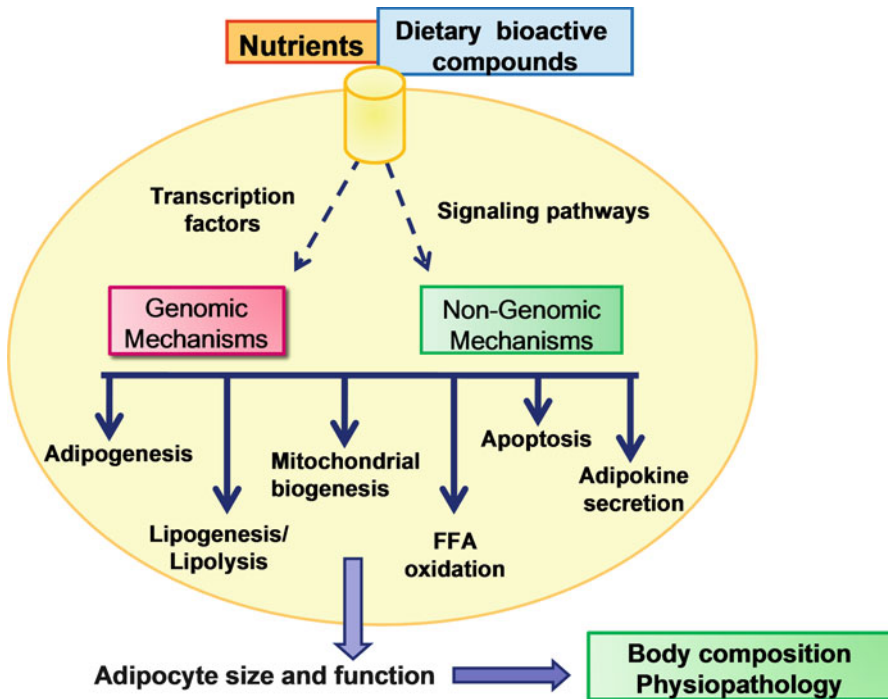 Nutrients
Dietary bioactive
compounds
Transcription
factors
Signaling pathways
Genomic
Mechanisms
Non-Genomic
Mechanisms
Adipogenesis
Lipogenesis/
Lipolysis
Mitochondrial
biogenesis
FFA
oxidation
Apoptosis
Adipokine
secretion
Adipocyte size and function
Body composition
Physiopathology